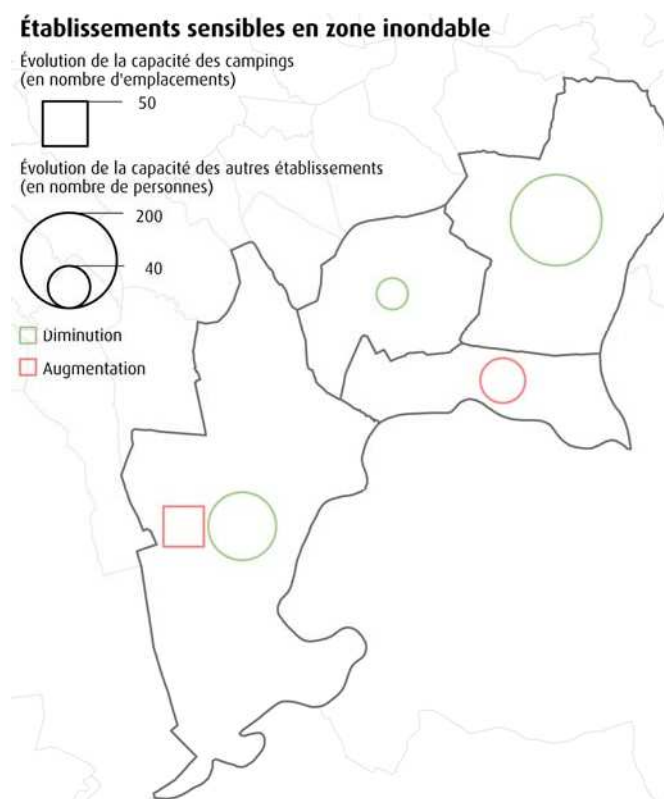 Établissements sensibles en zone inondable
Évolution de la capacité des campings
(en nombre d'emplacements)
50
Évolution de la capacité des autres établissements
(en nombre de personnes)
200
40
Diminution
Augmentation